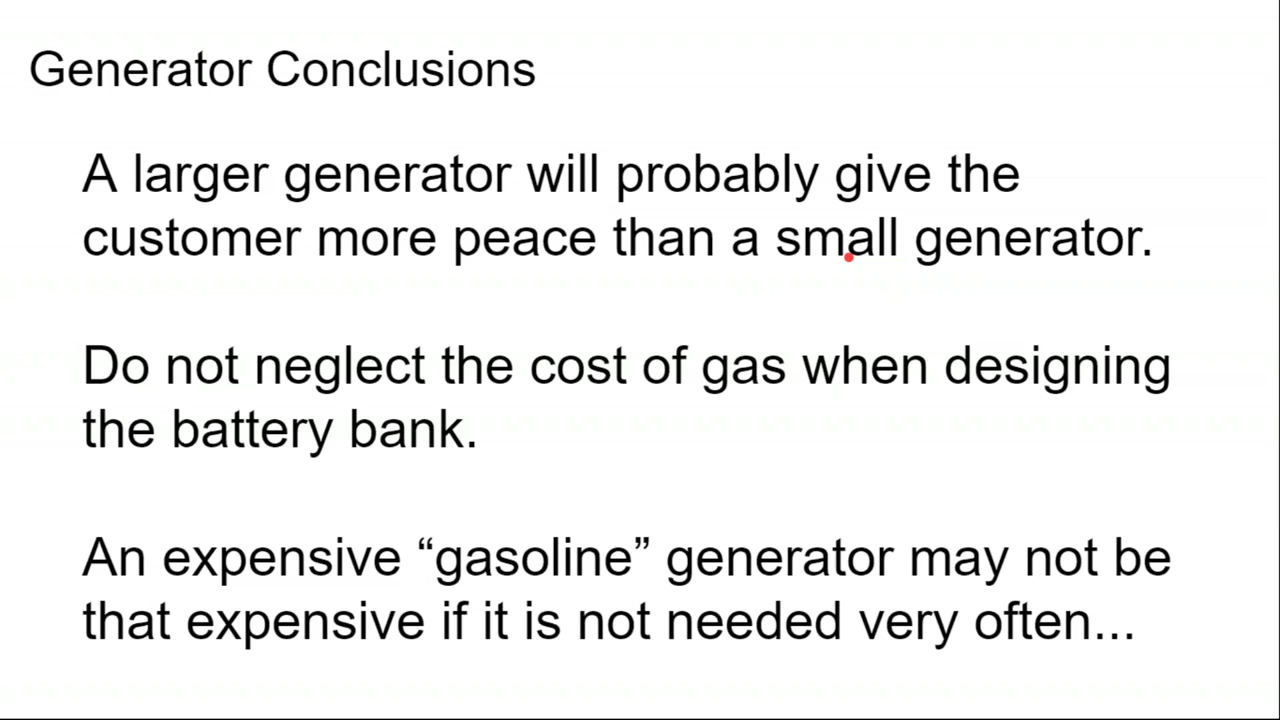 Generator Conclusions
A larger generator will probably give the
customer more peace than a small generator.
Do not neglect the cost of gas when designing
the battery bank.
An expensive “gasoline” generator may not be
that expensive if it is not needed very often...